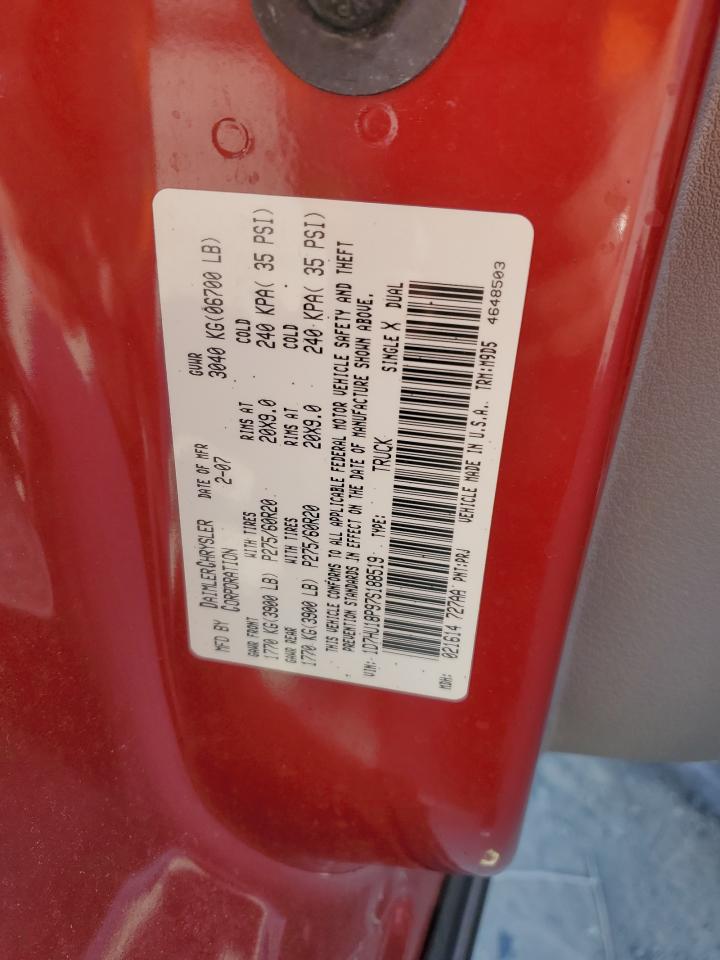 MFD BY DAIMLERCHRYSLER CORPORATION DATE OF MFR 2-07 GVWR 3040 KG(06700 LB)
GAWR FRONT WITH TIRES RIMS AT COLD
1770 KG(3900 LB) P275/60R20 20X9.0 240 KPA( 35 PSI)
GAWR REAR WITH TIRES RIMS AT COLD
1770 KG(3900 LB) P275/60R20 20X9.0 240 KPA( 35 PSI)
THIS VEHICLE CONFORMS TO ALL APPLICABLE FEDERAL MOTOR VEHICLE SAFETY AND THEFT
PREVENTION STANDARDS IN EFFECT ON THE DATE OF MANUFACTURE SHOWN ABOVE.
VIN: 1D7HU18P97S188519 TYPE: TRUCK SINGLE X DUAL
MDH: 021614 727AA PNT:PRJ VEHICLE MADE IN U.S.A. TRM:M9D5 4648503